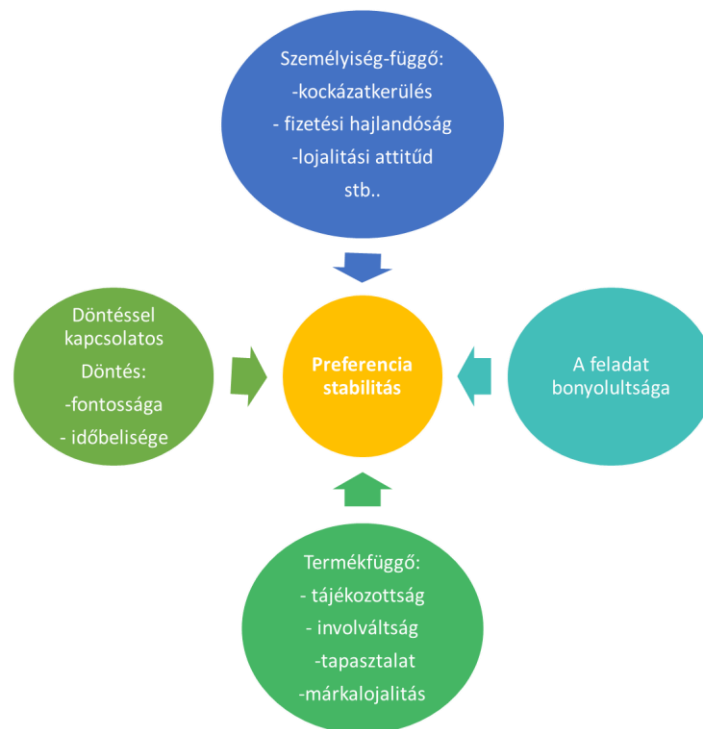 Személyiség-függő:
-kockázatkerülés
- fizetési hajlandóság
-lojalitási attitűd
stb..
Döntéssel
kapcsolatos
Döntés:
-fontossága
- időbelisége
Preferencia
stabilitás
A feladat
bonyolultsága
Termékfüggő:
- tájékozottság
- involváltság
-tapasztalat
-márkalojalitás